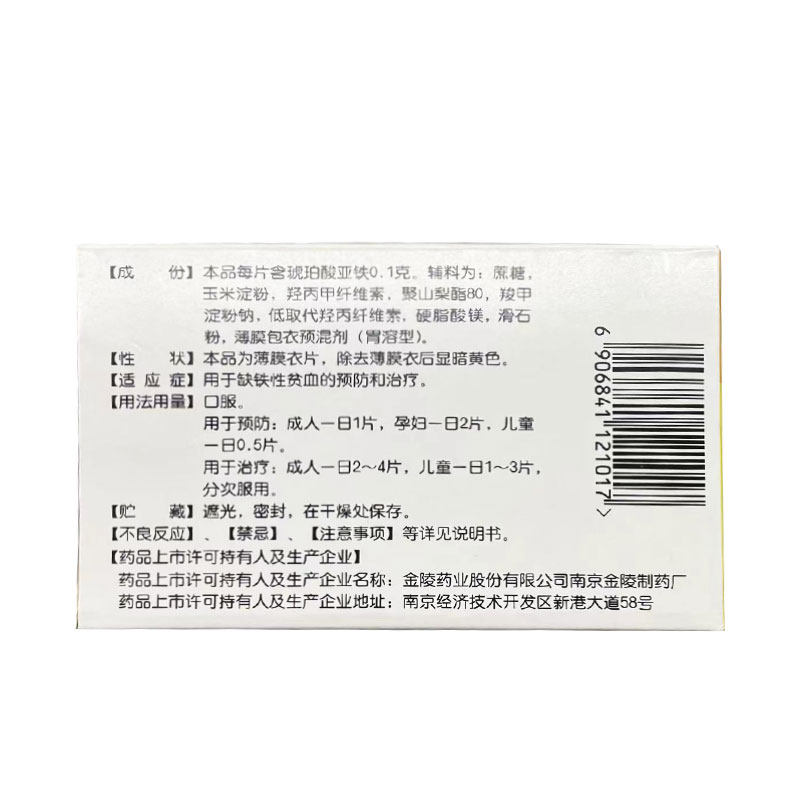 【成　份】本品每片含琥珀酸亚铁0.1克。辅料为：蔗糖，
玉米淀粉，羟丙甲纤维素，聚山梨酯80，羧甲
淀粉钠，低取代羟丙纤维素，硬脂酸镁，滑石
粉，薄膜包衣预混剂（胃溶型）。
【性　状】本品为薄膜衣片，除去薄膜衣后显暗黄色。
【适 应 症】用于缺铁性贫血的预防和治疗。
【用法用量】口服。
用于预防：成人一日1片，孕妇一日2片，儿童
一日0.5片。
用于治疗：成人一日2～4片，儿童一日1～3片，
分次服用。
【贮　藏】遮光，密封，在干燥处保存。
【不良反应】、【禁忌】、【注意事项】等详见说明书。
【药品上市许可持有人及生产企业】
药品上市许可持有人及生产企业名称：金陵药业股份有限公司南京金陵制药厂
药品上市许可持有人及生产企业地址：南京经济技术开发区新港大道58号
6 906841 121017 >